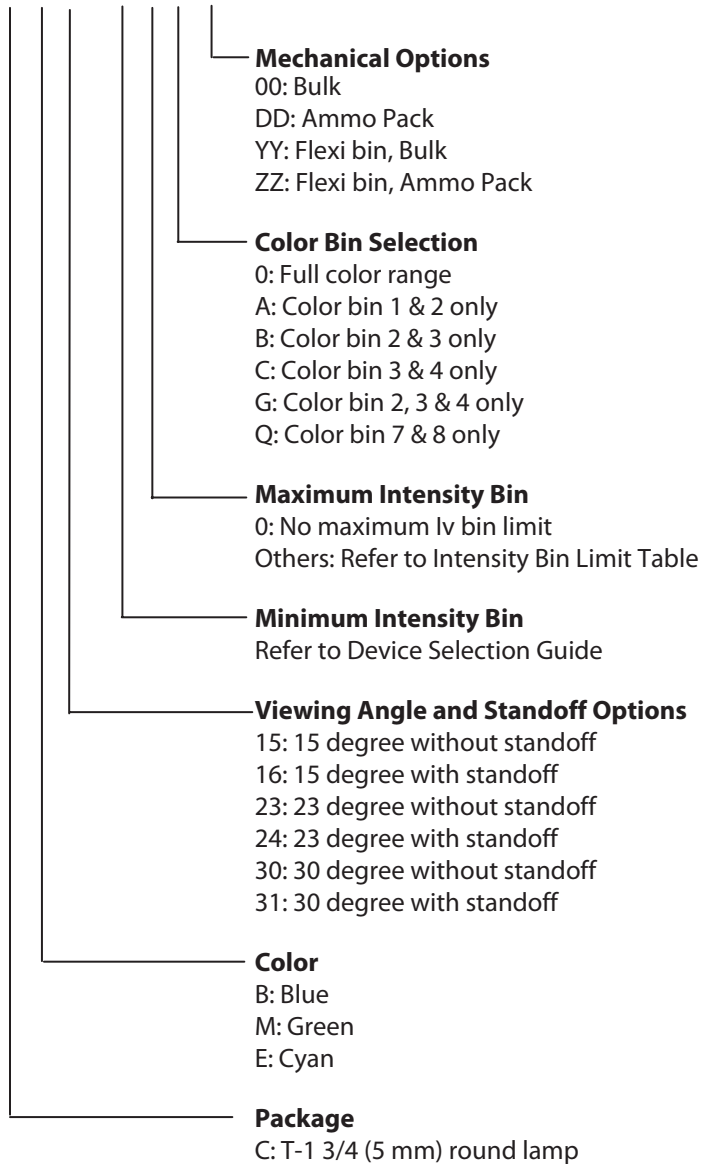 Mechanical Options
00: Bulk
DD: Ammo Pack
YY: Flexi bin, Bulk
ZZ: Flexi bin, Ammo Pack
Color Bin Selection
0: Full color range
A: Color bin 1 & 2 only
B: Color bin 2 & 3 only
C: Color bin 3 & 4 only
G: Color bin 2, 3 & 4 only
Q: Color bin 7 & 8 only
Maximum Intensity Bin
0: No maximum Iv bin limit
Others: Refer to Intensity Bin Limit Table
Minimum Intensity Bin
Refer to Device Selection Guide
Viewing Angle and Standoff Options
15: 15 degree without standoff
16: 15 degree with standoff
23: 23 degree without standoff
24: 23 degree with standoff
30: 30 degree without standoff
31: 30 degree with standoff
Color
B: Blue
M: Green
E: Cyan
Package
C: T-1 3/4 (5 mm) round lamp